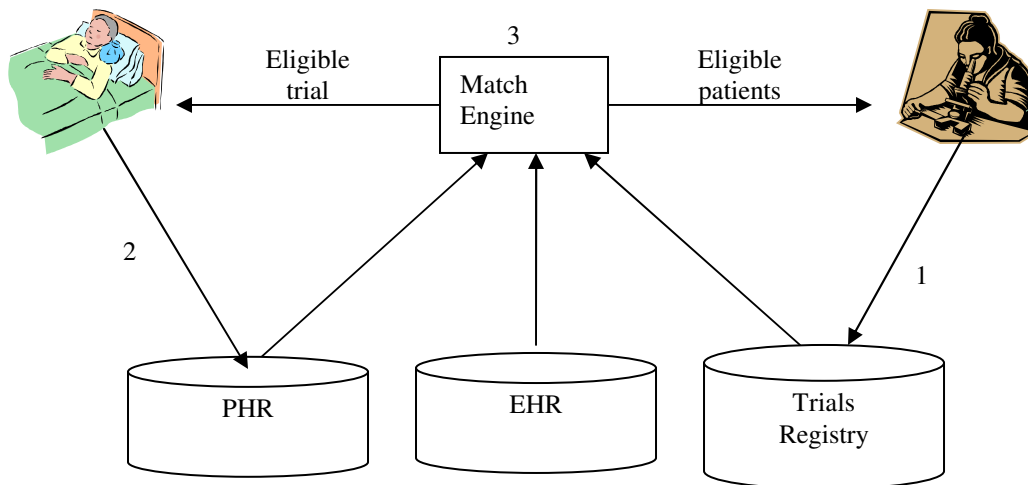 3
Eligible
trial
Match
Engine
Eligible
patients
2
1
PHR
EHR
Trials
Registry